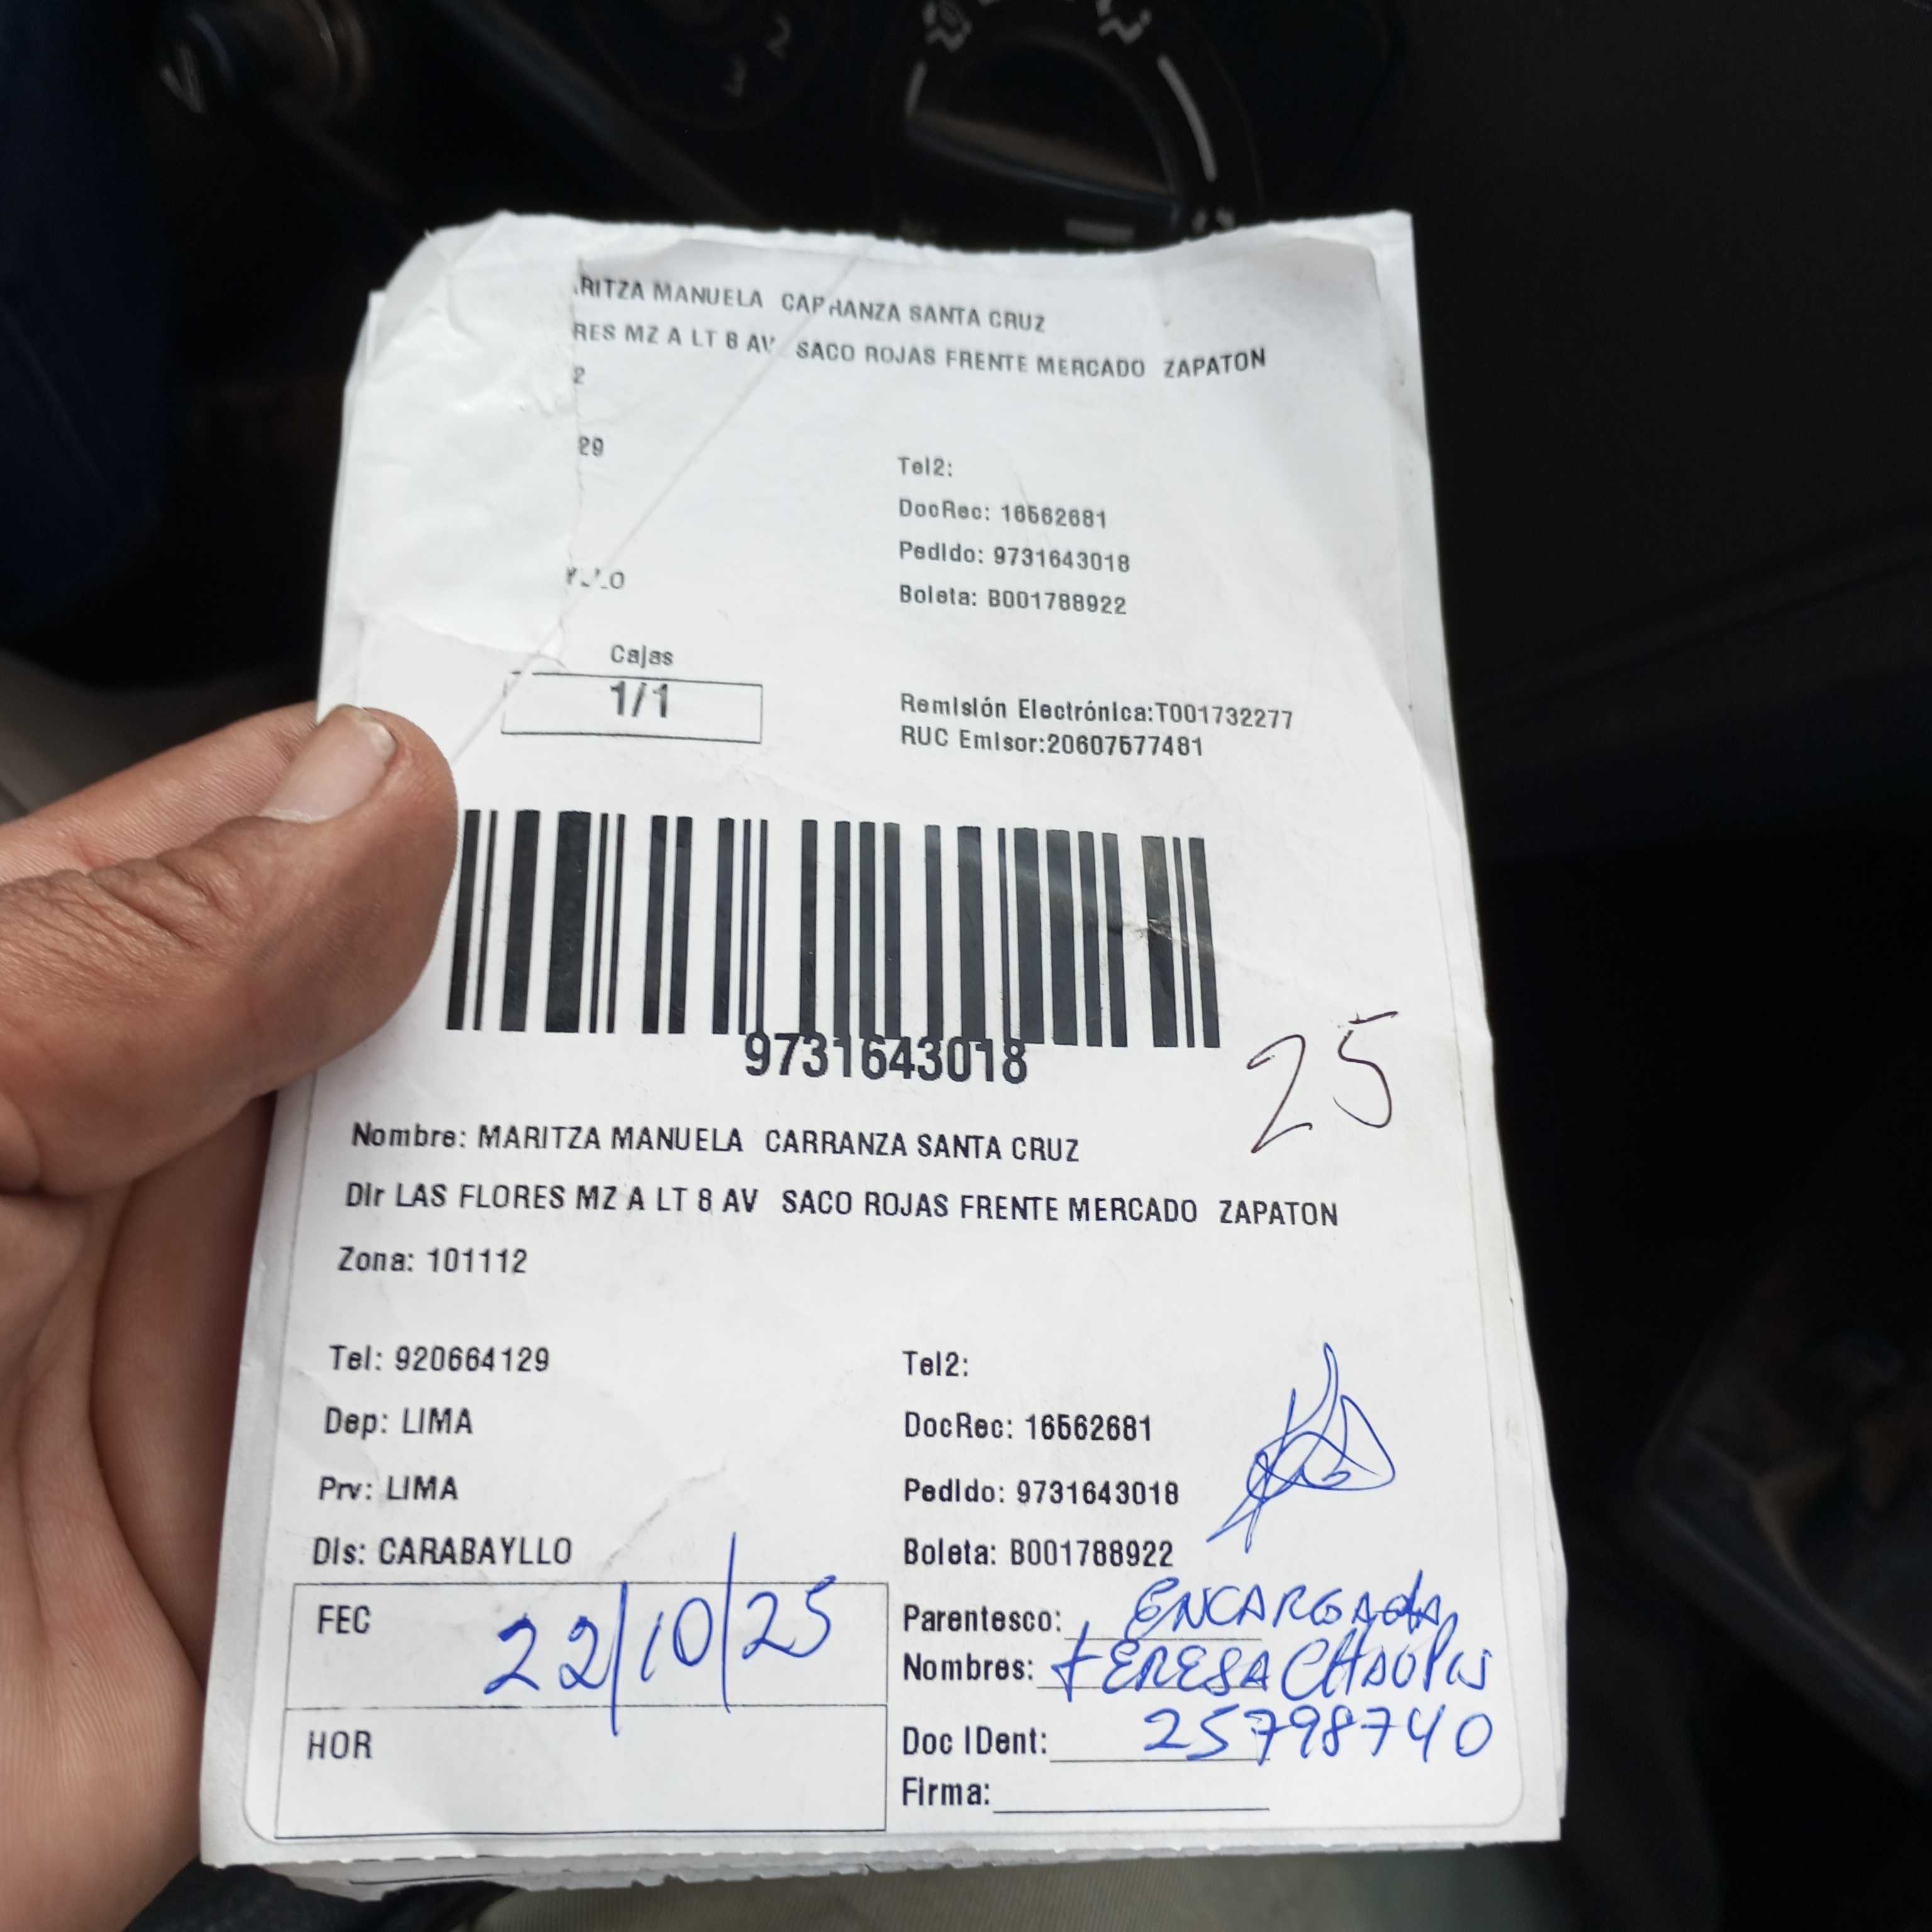 RITZA MANUELA CARRANZA SANTA CRUZ
RES MZ A LT 8 AV SACO ROJAS FRENTE MERCADO ZAPATON
2
29
Tel2:
DocRec: 16562681
Pedido: 9731643018
Boleta: B001788922
YLLO
Cajas
1/1
Remisión Electrónica:T001732277
RUC Emisor:20607577481
9731643018
25
Nombre: MARITZA MANUELA CARRANZA SANTA CRUZ
Dir LAS FLORES MZ A LT 8 AV SACO ROJAS FRENTE MERCADO ZAPATON
Zona: 101112
Tel: 920664129
Tel2:
Dep: LIMA
DocRec: 16562681
Prv: LIMA
Pedido: 9731643018
Dis: CARABAYLLO
Boleta: B001788922
FEC 22/10/25
Parentesco: ENCARGADA
Nombres: TERESA
HOR
Doc IDent: 25798740
Firma: